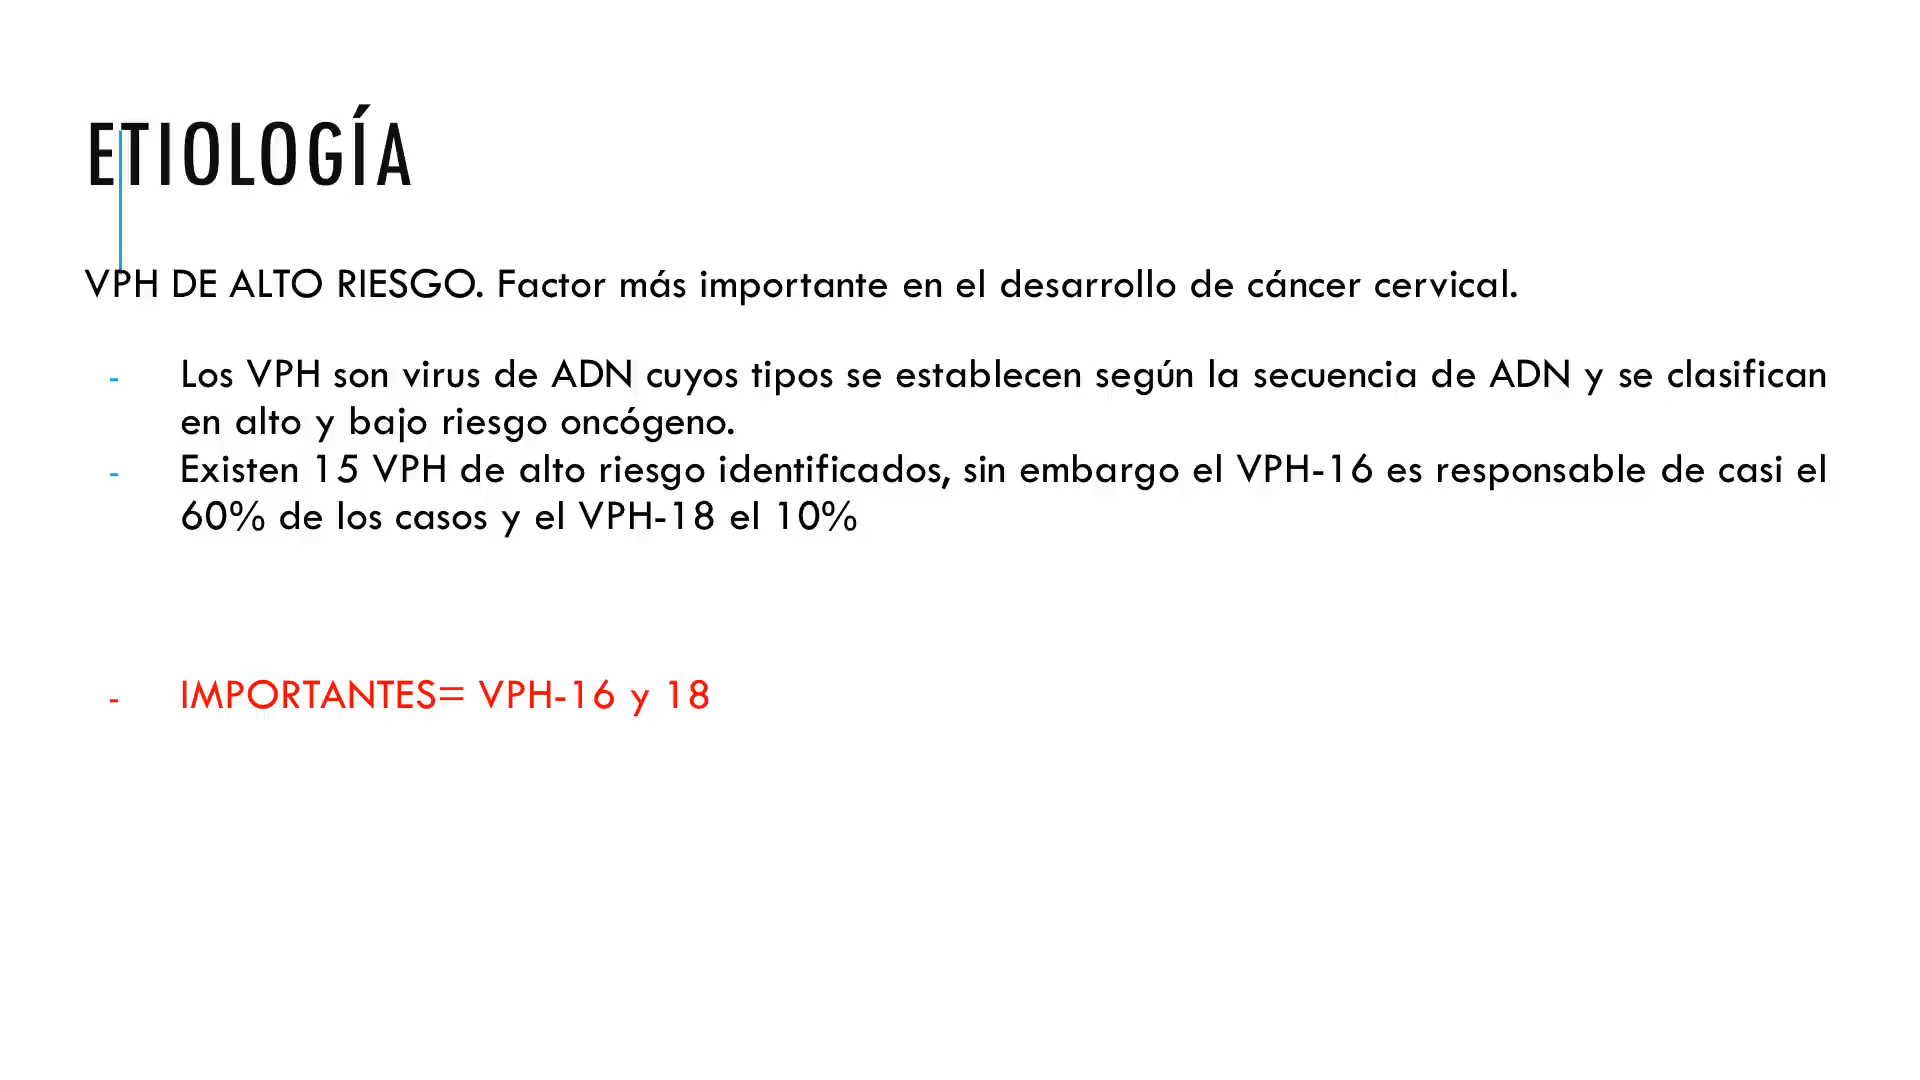 ETIOLOGÍA
VPH DE ALTO RIESGO. Factor más importante en el desarrollo de cáncer cervical.
- Los VPH son virus de ADN cuyos tipos se establecen según la secuencia de ADN y se clasifican
en alto y bajo riesgo oncógeno.
- Existen 15 VPH de alto riesgo identificados, sin embargo el VPH-16 es responsable de casi el
60% de los casos y el VPH-18 el 10%
- IMPORTANTES= VPH-16 y 18